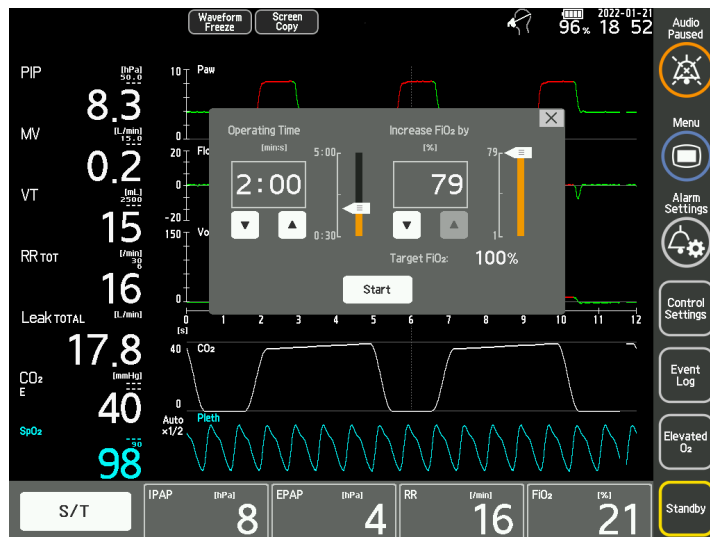 Waveform Freeze
Screen Copy
96% 2022-01-21 18 52
Audio Paused
PIP [hPa] 50.0 --- 8.3
MV [L/min] 15.0 --- 0.2
VT [mL] 2500 --- 15
RR TOT [/min] 30 6 16
Leak TOTAL [L/min] 17.8
CO₂ E [mmHg] --- --- 40
SpO₂ --- 90 98
10 Paw
0
20 Flo
0
-20
150 Vo
0
0 1 2 3 4 5 6 7 8 9 10 11 12
[s]
40 CO₂
0
Auto ×1/2 Pleth
Operating Time
[min:s]
2:00
5:00
0:30
Increase FiO₂ by
[%]
79
79
1
Target FiO₂: 100%
Start
Menu
Alarm Settings
Control Settings
Event Log
Elevated O₂
Standby
S/T
IPAP [hPa] 8
EPAP [hPa] 4
RR [/min] 16
FiO₂ [%] 21